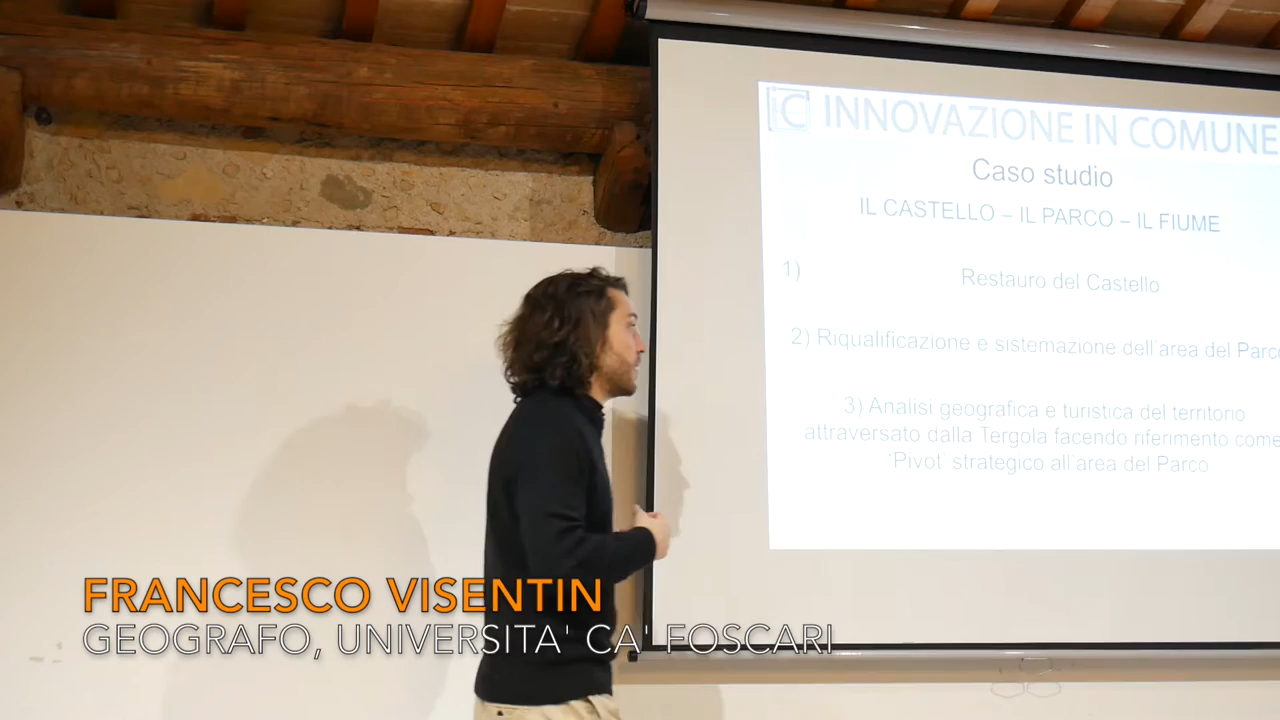 iC INNOVAZIONE IN COMUNE
Caso studio
IL CASTELLO – IL PARCO – IL FIUME
1) Restauro del Castello
2) Riqualificazione e sistemazione dell'area del Parco
3) Analisi geografica e turistica del territorio
attraversato dalla Tergola facendo riferimento come
'Pivot' strategico all'area del Parco
FRANCESCO VISENTIN
GEOGRAFO, UNIVERSITA' CA' FOSCARI